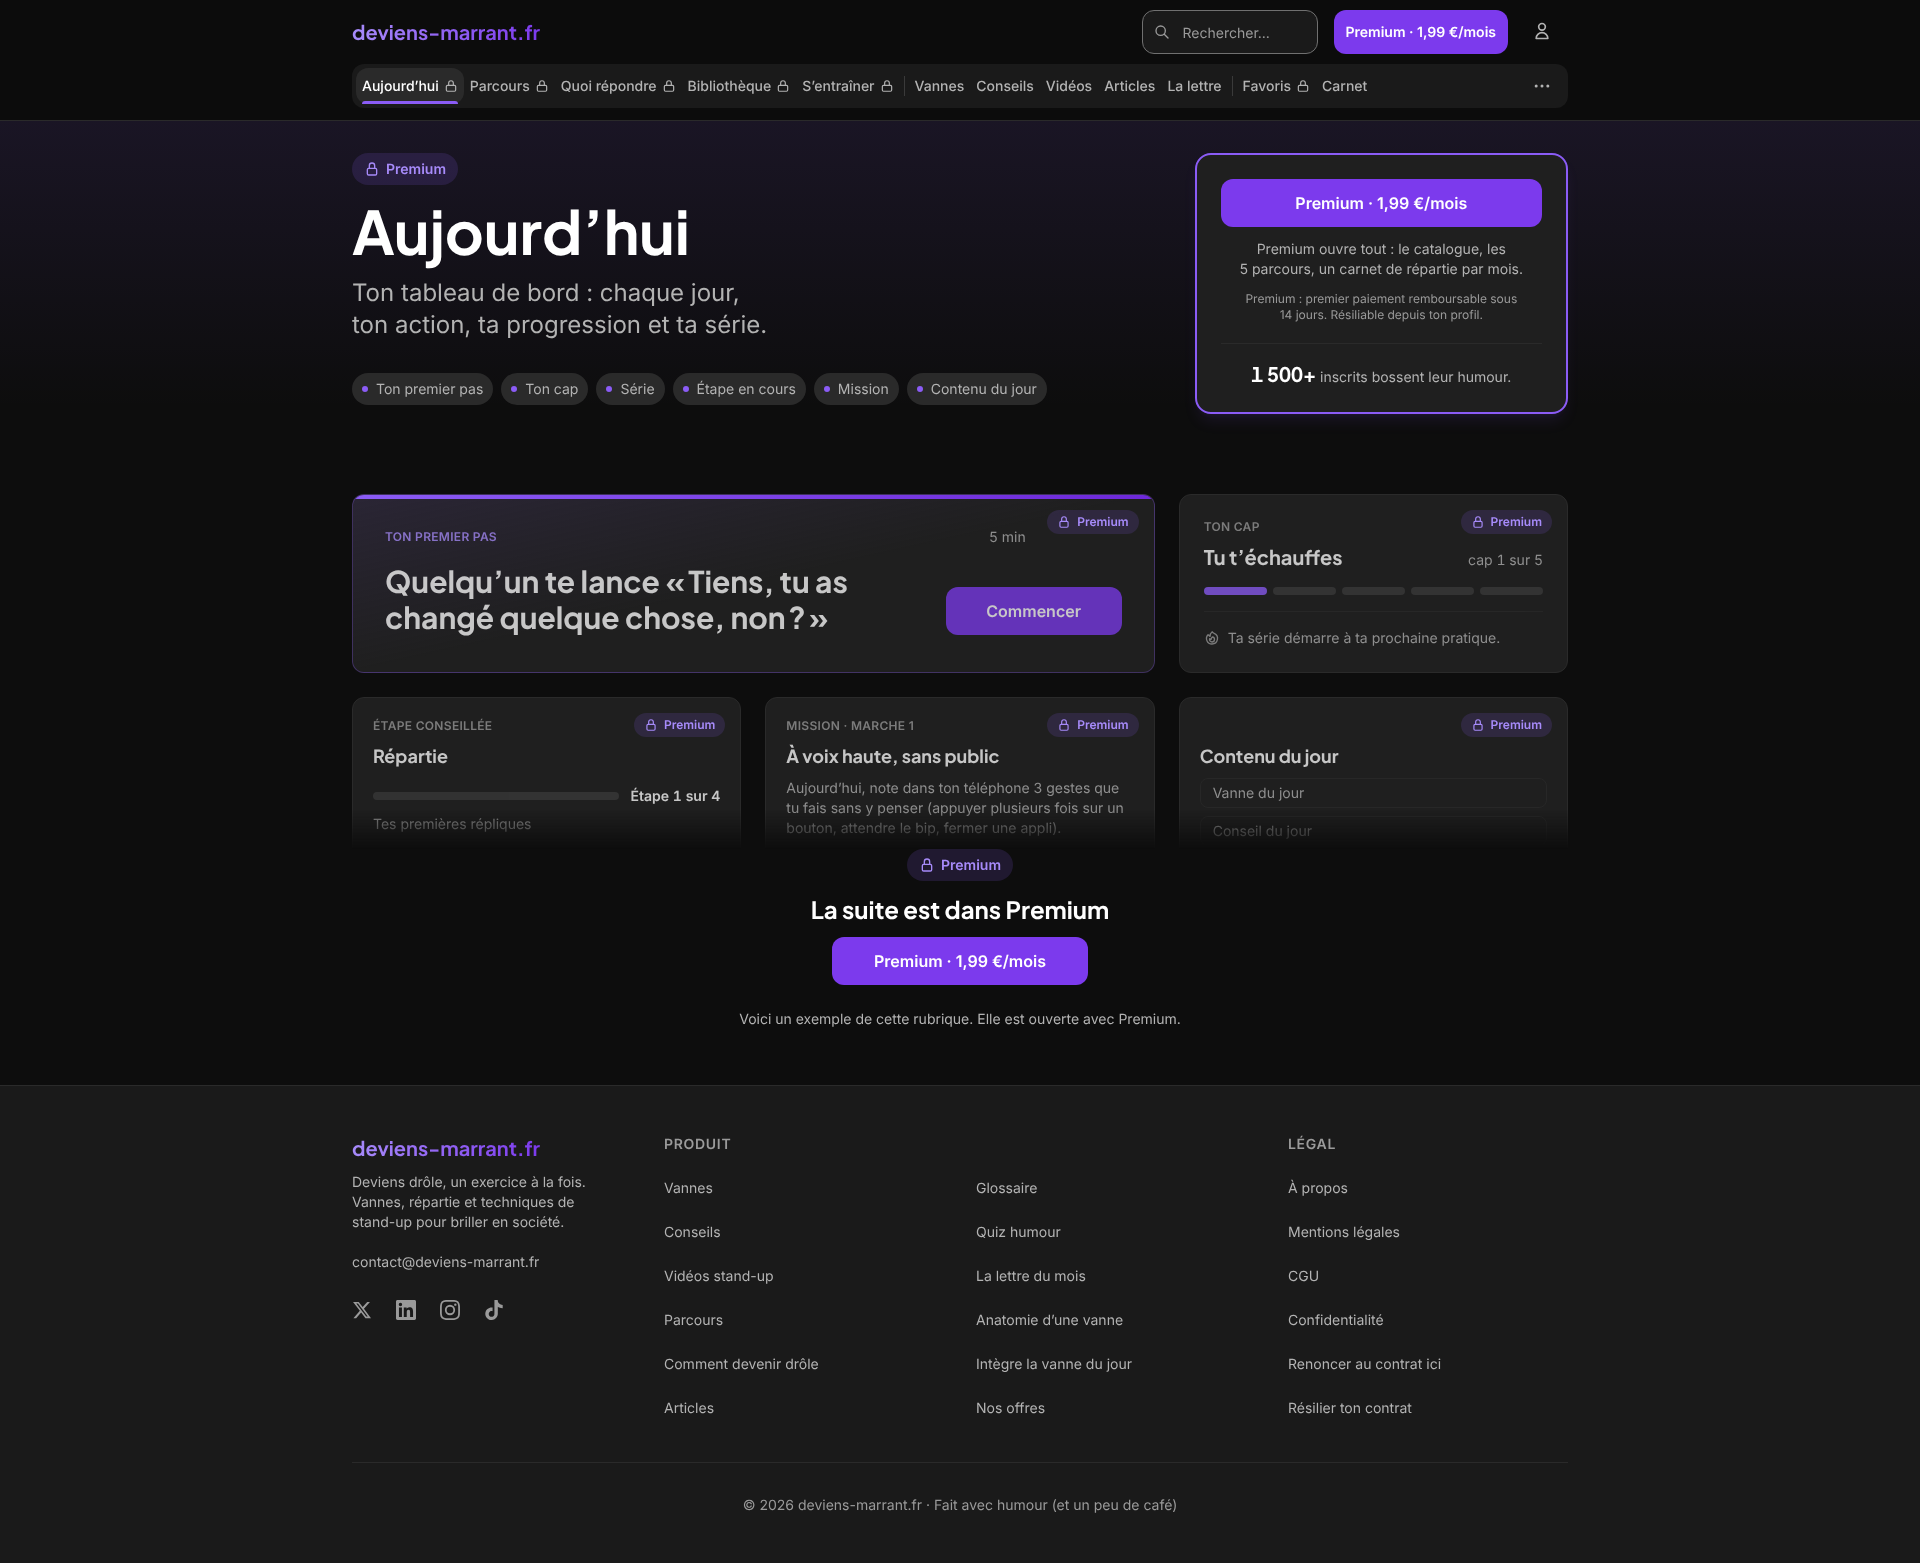 deviens-marrant.fr
Rechercher...
Premium · 1,99 €/mois
Aujourd’hui
Parcours
Quoi répondre
Bibliothèque
S’entraîner
Vannes
Conseils
Vidéos
Articles
La lettre
Favoris
Carnet
Premium
Aujourd’hui
Ton tableau de bord : chaque jour,
ton action, ta progression et ta série.
Ton premier pas
Ton cap
Série
Étape en cours
Mission
Contenu du jour
Premium · 1,99 €/mois
Premium ouvre tout : le catalogue, les
5 parcours, un carnet de répartie par mois.
Premium : premier paiement remboursable sous
14 jours. Résiliable depuis ton profil.
1 500+ inscrits bossent leur humour.
TON PREMIER PAS
5 min
Premium
Quelqu’un te lance « Tiens, tu as
changé quelque chose, non ? »
Commencer
TON CAP
Premium
Tu t’échauffes
cap 1 sur 5
Ta série démarre à ta prochaine pratique.
ÉTAPE CONSEILLÉE
Premium
Répartie
Étape 1 sur 4
Tes premières répliques
MISSION · MARCHE 1
Premium
À voix haute, sans public
Aujourd’hui, note dans ton téléphone 3 gestes que
tu fais sans y penser (appuyer plusieurs fois sur un
bouton, attendre le bip, fermer une appli).
Premium
Contenu du jour
Vanne du jour
Conseil du jour
Premium
La suite est dans Premium
Premium · 1,99 €/mois
Voici un exemple de cette rubrique. Elle est ouverte avec Premium.
deviens-marrant.fr
Deviens drôle, un exercice à la fois.
Vannes, répartie et techniques de
stand-up pour briller en société.
contact@deviens-marrant.fr
PRODUIT
Vannes
Conseils
Vidéos stand-up
Parcours
Comment devenir drôle
Articles
Glossaire
Quiz humour
La lettre du mois
Anatomie d’une vanne
Intègre la vanne du jour
Nos offres
LÉGAL
À propos
Mentions légales
CGU
Confidentialité
Renoncer au contrat ici
Résilier ton contrat
© 2026 deviens-marrant.fr · Fait avec humour (et un peu de café)